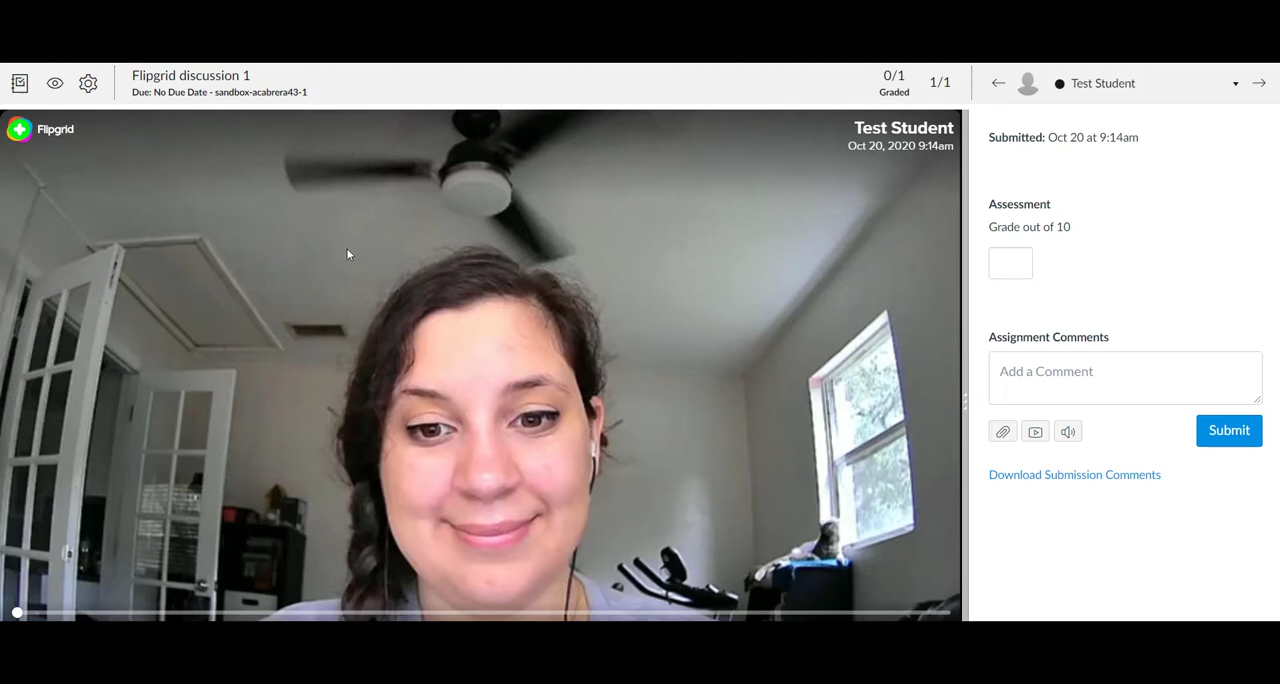 Flipgrid discussion 1
Due: No Due Date - sandbox-acabrera43-1
0/1
Graded
1/1
Test Student
Flipgrid
Test Student
Oct 20, 2020 9:14am
Submitted: Oct 20 at 9:14am
Assessment
Grade out of 10
Assignment Comments
Add a Comment
Submit
Download Submission Comments